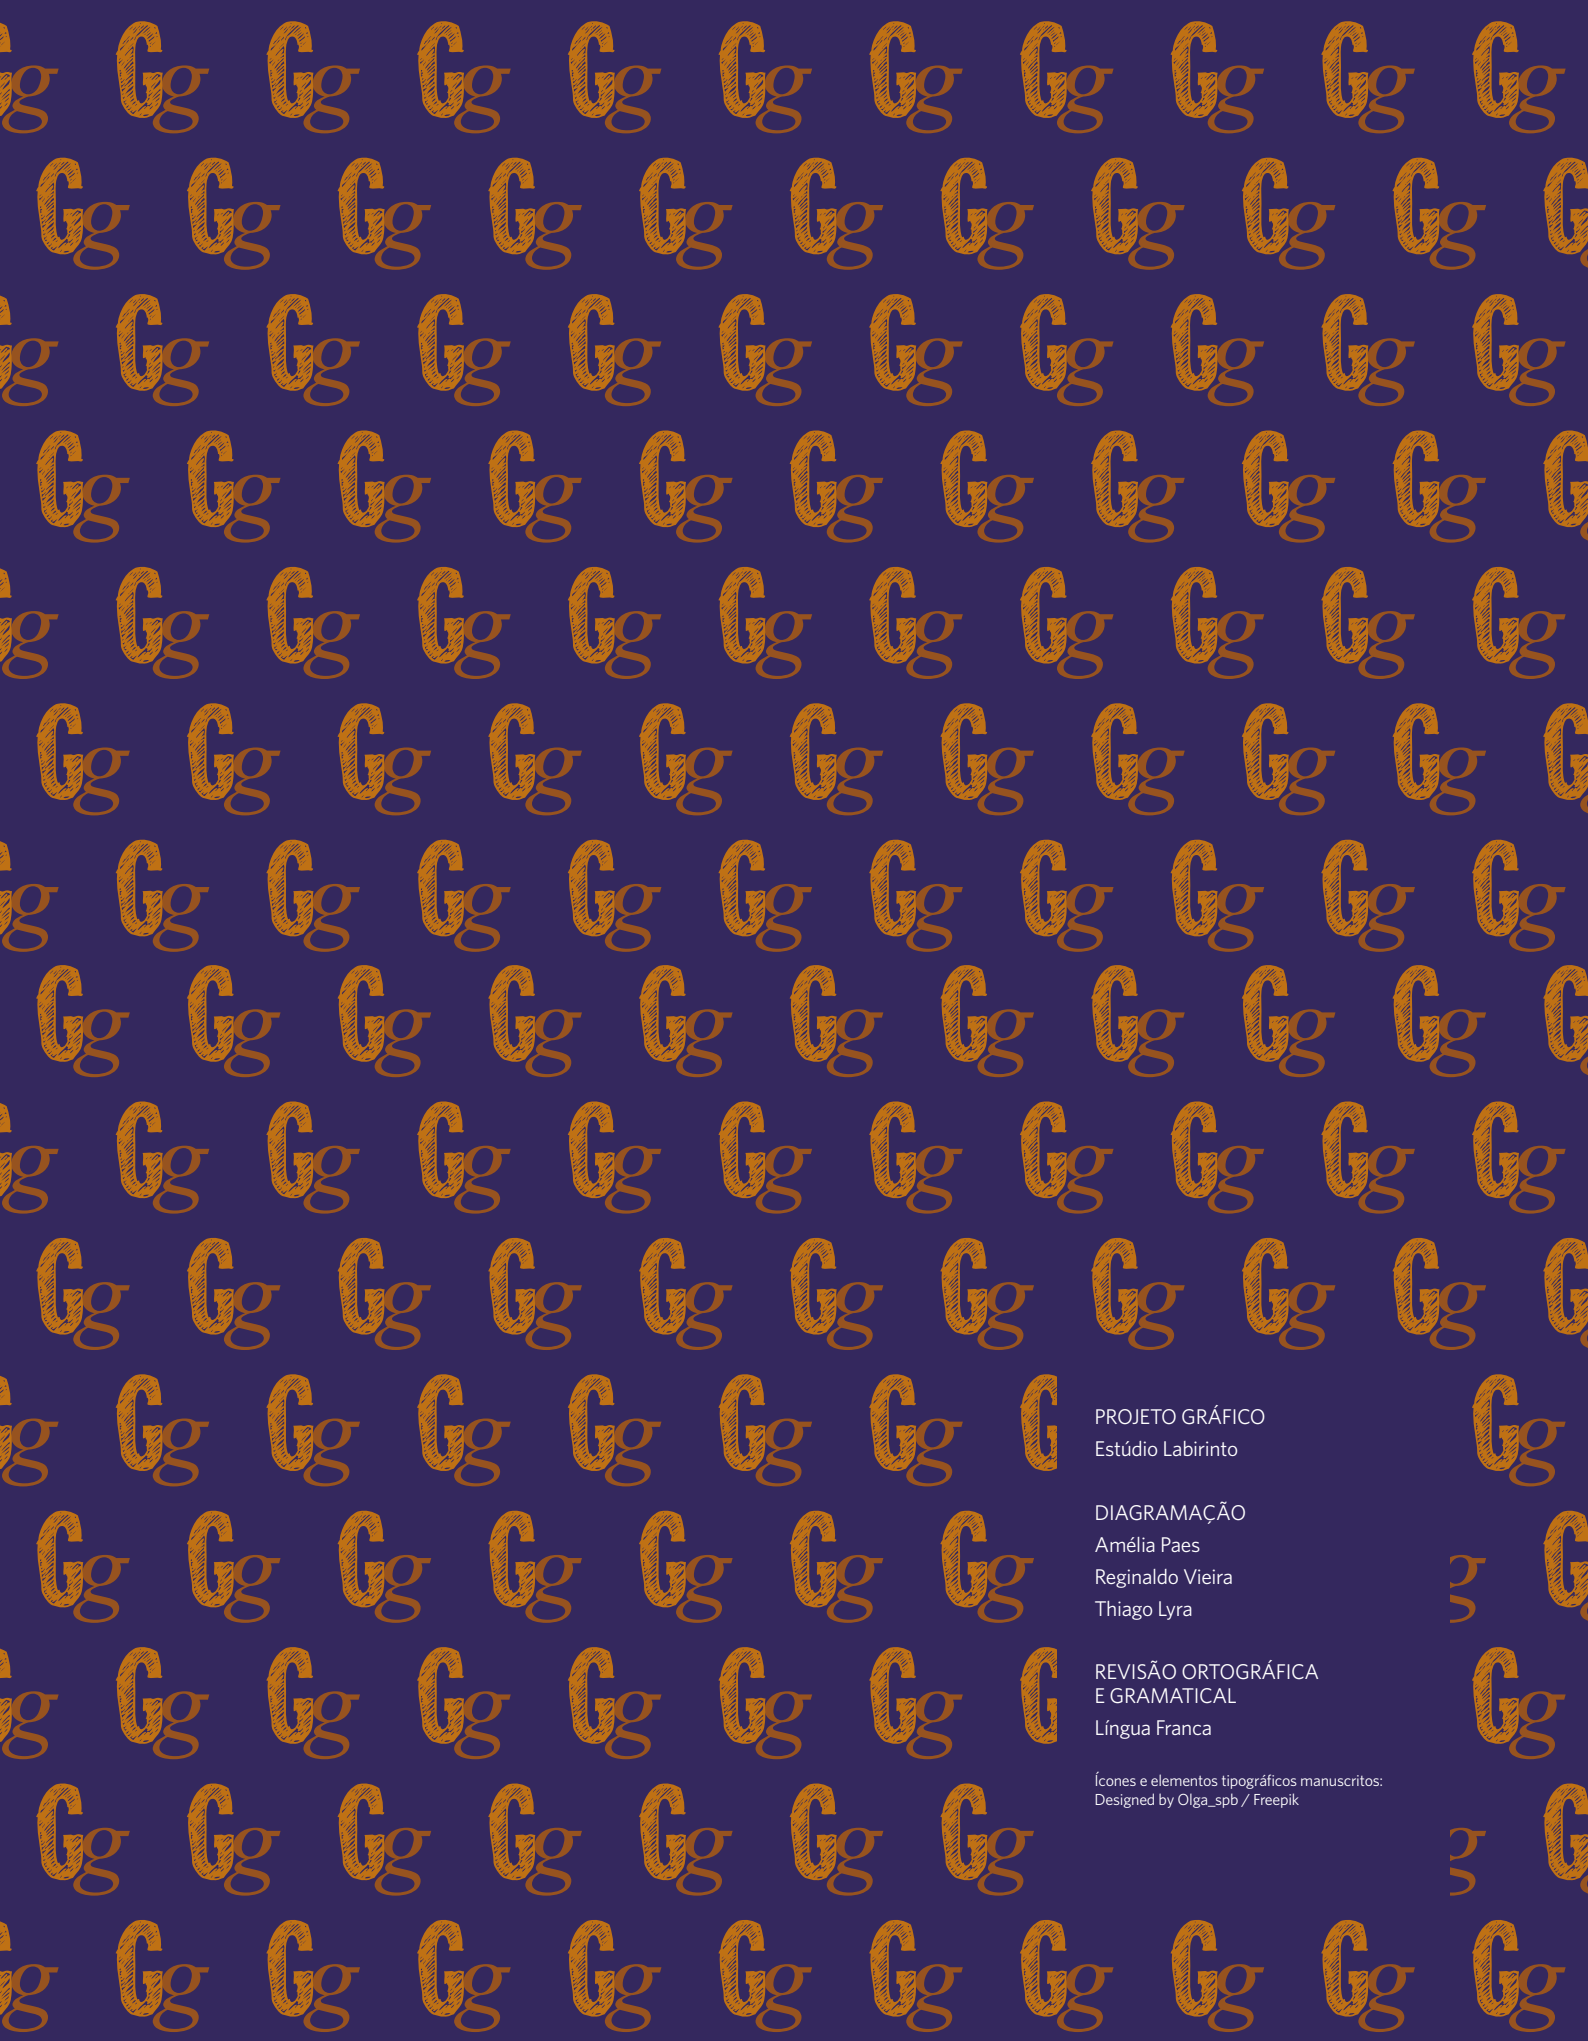 PROJETO GRÁFICO
Estúdio Labirinto
DIAGRAMAÇÃO
Amélia Paes
Reginaldo Vieira
Thiago Lyra
REVISÃO ORTOGRÁFICA
E GRAMATICAL
Língua Franca
Ícones e elementos tipográficos manuscritos:
Designed by Olga_spb / Freepik